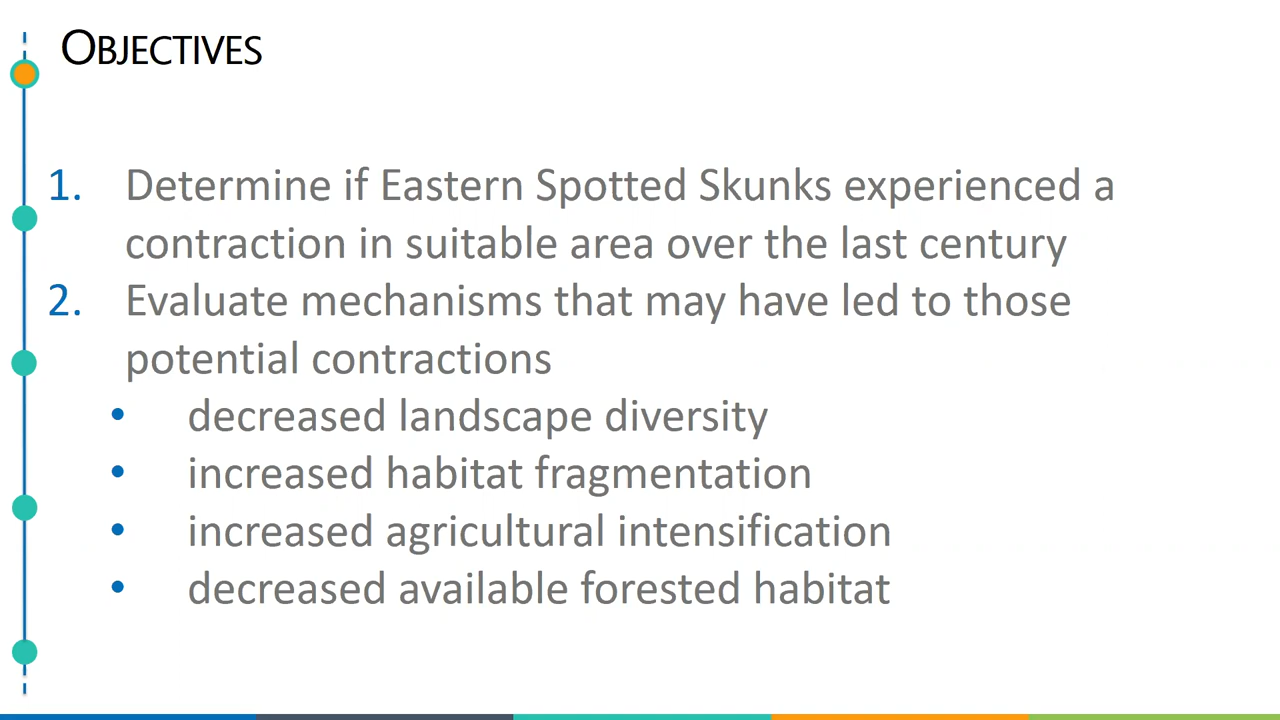 OBJECTIVES
1. Determine if Eastern Spotted Skunks experienced a
contraction in suitable area over the last century
2. Evaluate mechanisms that may have led to those
potential contractions
• decreased landscape diversity
• increased habitat fragmentation
• increased agricultural intensification
• decreased available forested habitat